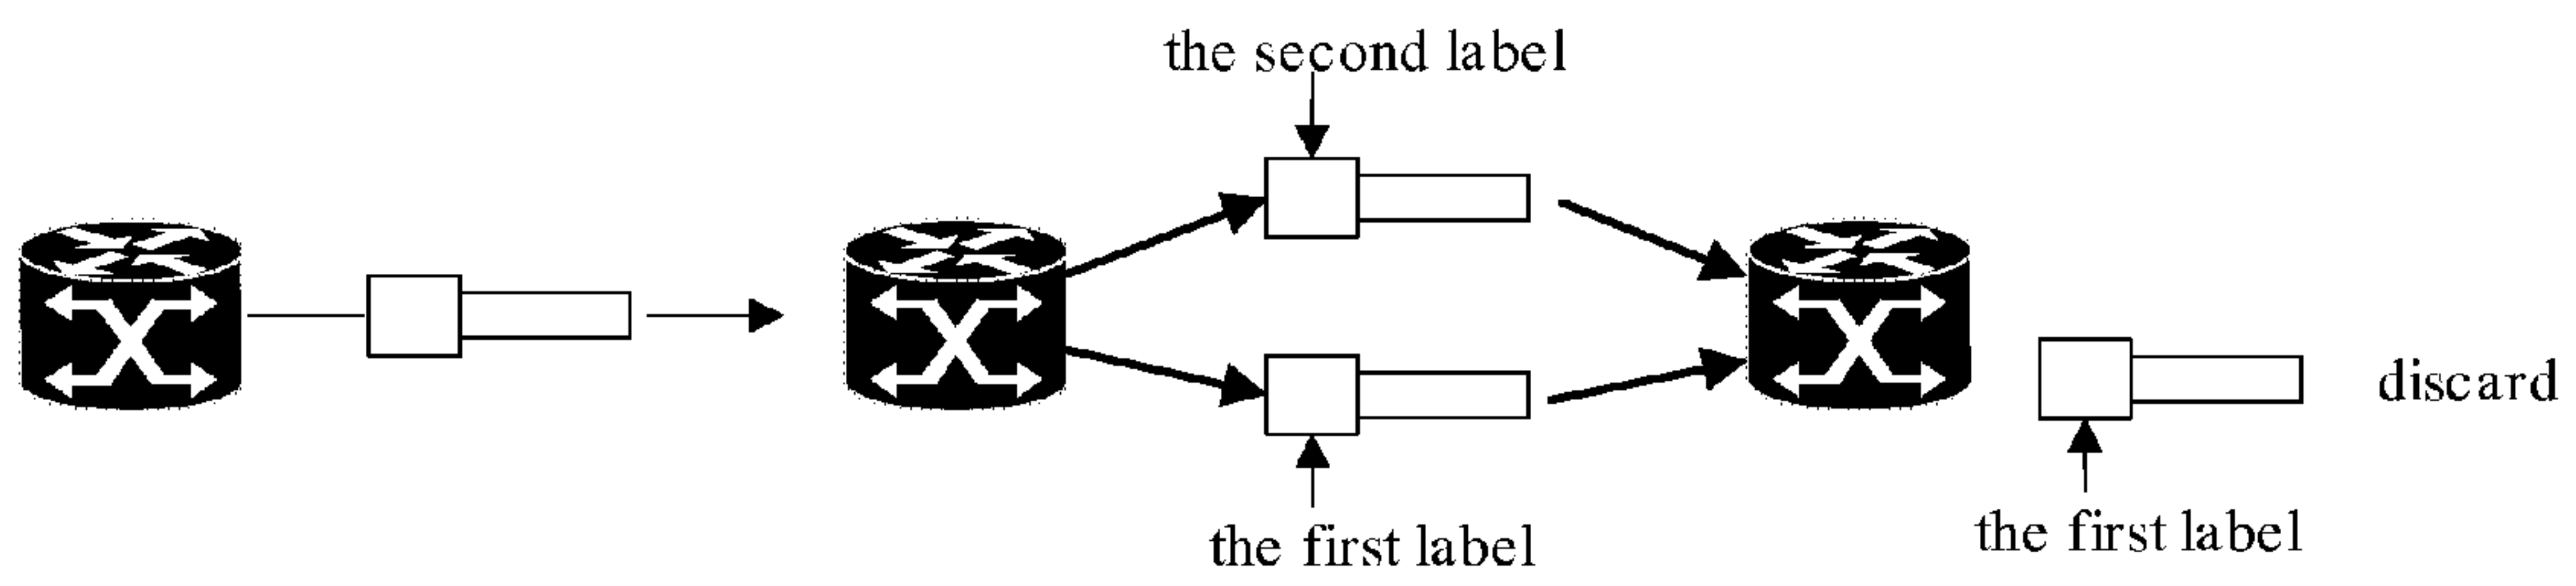 the second label
discard
the first label
the first label